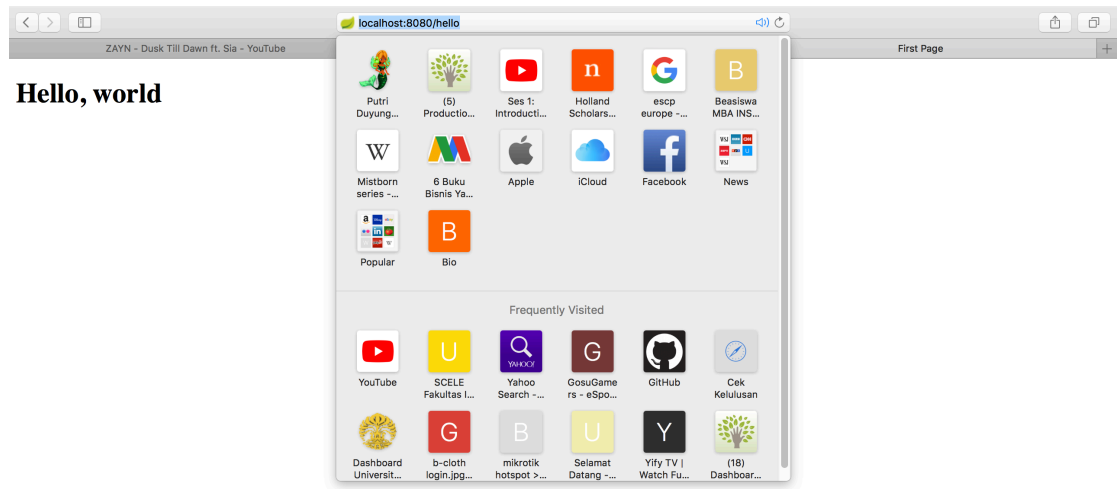 localhost:8080/hello
ZAYN - Dusk Till Dawn ft. Sia - YouTube
First Page
Hello, world
n
B
Putri Duyung...
(5) Productio...
Ses 1: Introducti...
Holland Scholars...
escp europe -...
Beasiswa MBA INS...
W
Mistborn series -...
6 Buku Bisnis Ya...
Apple
iCloud
Facebook
News
a
B
Popular
Bio
Frequently Visited
U
YAHOO!
G
YouTube
SCELE Fakultas I...
Yahoo Search -...
GosuGame rs - eSpo...
GitHub
Cek Kelulusan
G
B
U
Y
Dashboard Universit...
b-cloth login.jpg...
mikrotik hotspot >...
Selamat Datang -...
Yify TV | Watch Fu...
(18) Dashboar...